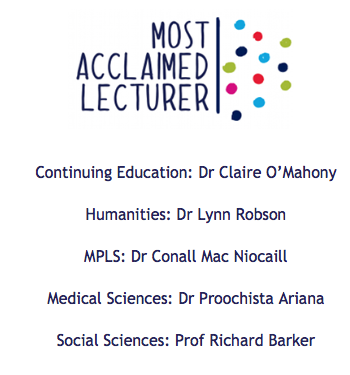 MOST
ACCLAIMED
LECTURER
Continuing Education: Dr Claire O’Mahony
Humanities: Dr Lynn Robson
MPLS: Dr Conall Mac Niocaill
Medical Sciences: Dr Proochista Ariana
Social Sciences: Prof Richard Barker